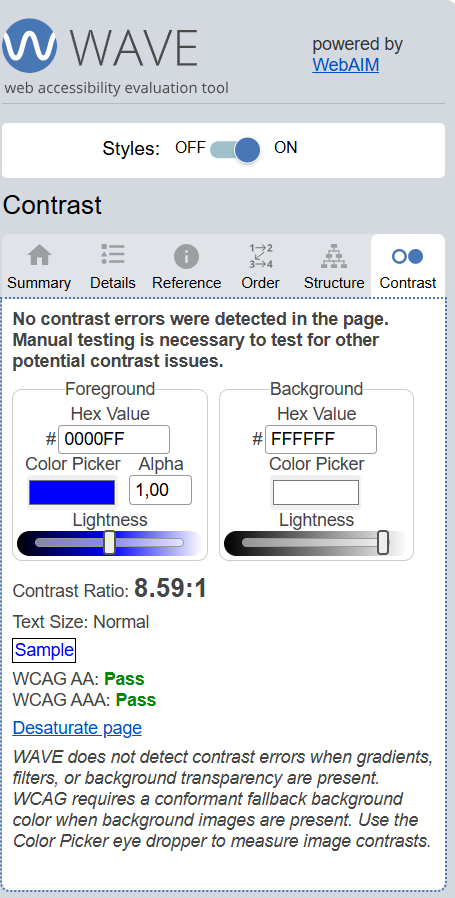 WAVE
web accessibility evaluation tool
powered by
WebAIM
Styles: OFF ON
Contrast
Summary Details Reference Order Structure Contrast
1 2
3 4
No contrast errors were detected in the page.
Manual testing is necessary to test for other
potential contrast issues.
Foreground
Hex Value
# 0000FF
Color Picker Alpha
1,00
Lightness
Background
Hex Value
# FFFFFF
Color Picker
Lightness
Contrast Ratio: 8.59:1
Text Size: Normal
Sample
WCAG AA: Pass
WCAG AAA: Pass
Desaturate page
WAVE does not detect contrast errors when gradients,
filters, or background transparency are present.
WCAG requires a conformant fallback background
color when background images are present. Use the
Color Picker eye dropper to measure image contrasts.